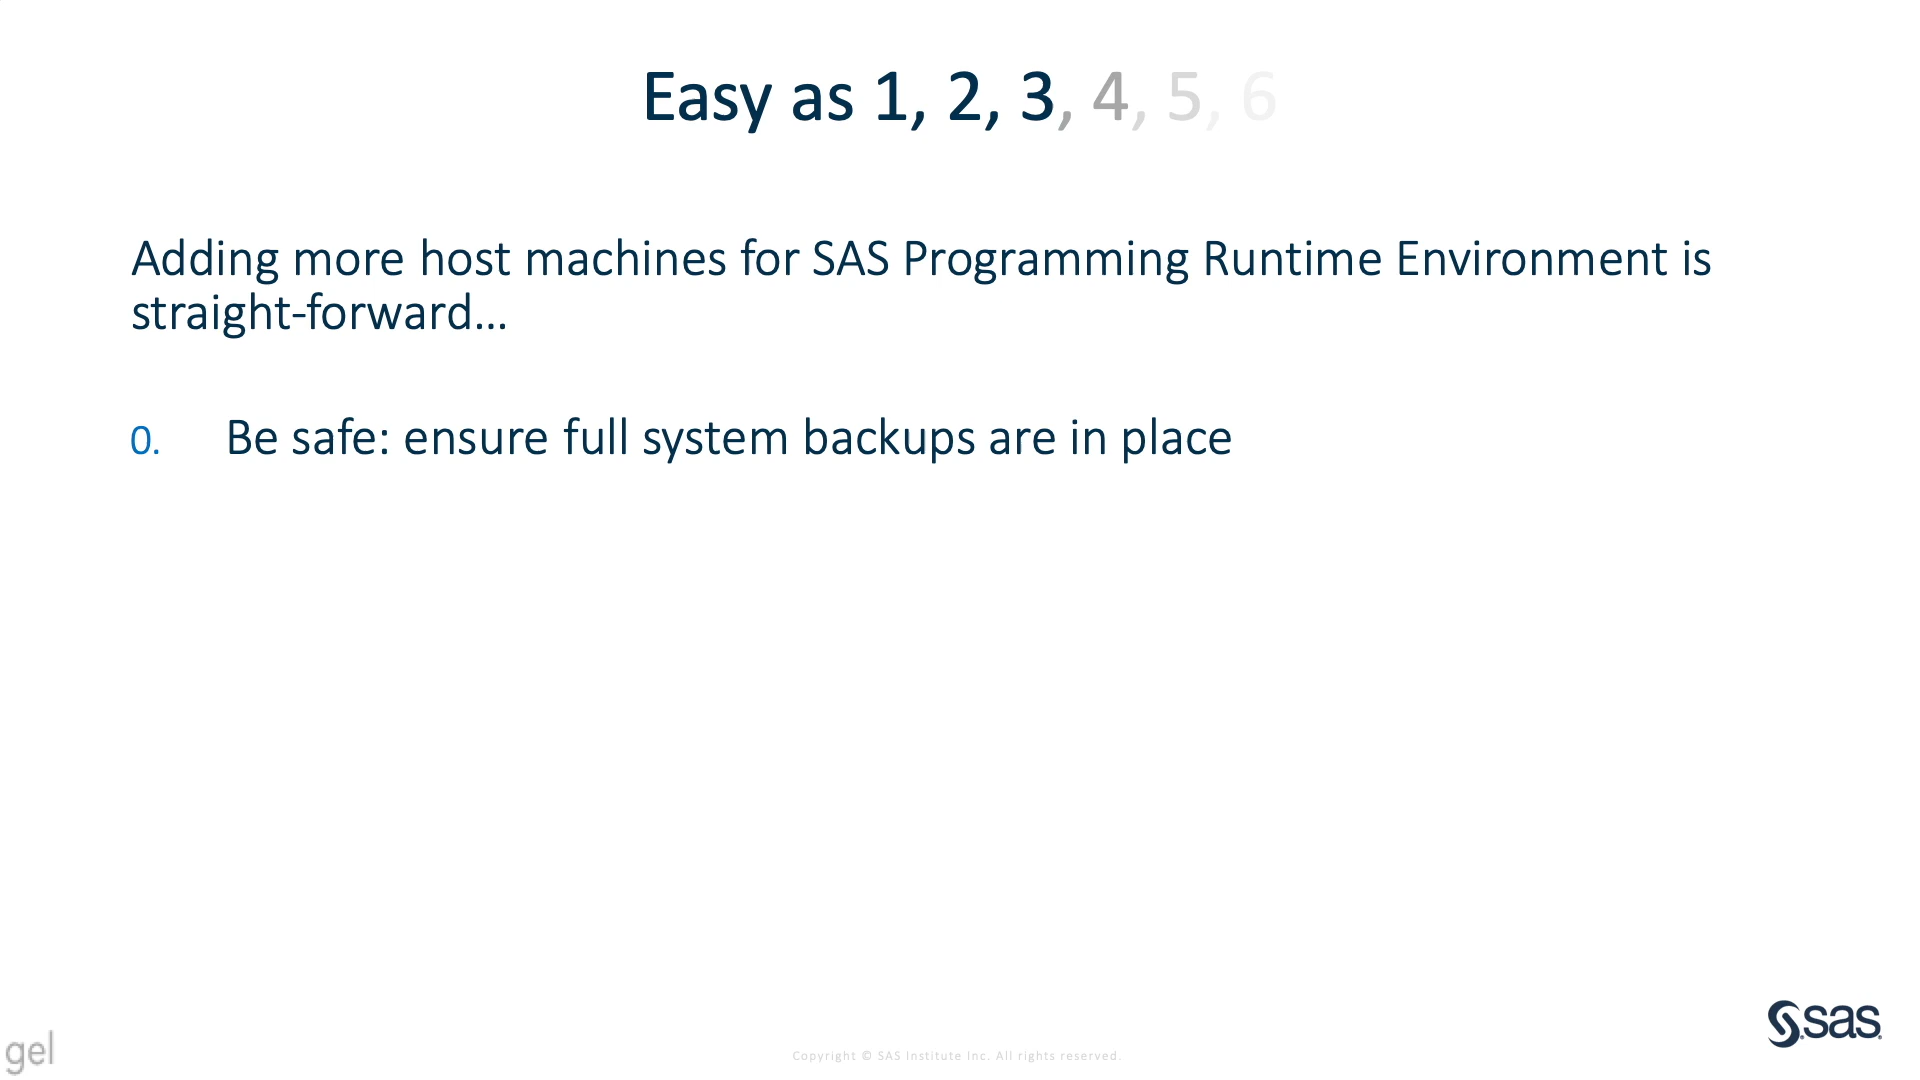 Easy as 1, 2, 3, 4, 5, 6
Adding more host machines for SAS Programming Runtime Environment is
straight-forward...
0. Be safe: ensure full system backups are in place
sas
gel
Copyright © SAS Institute Inc. All rights reserved.